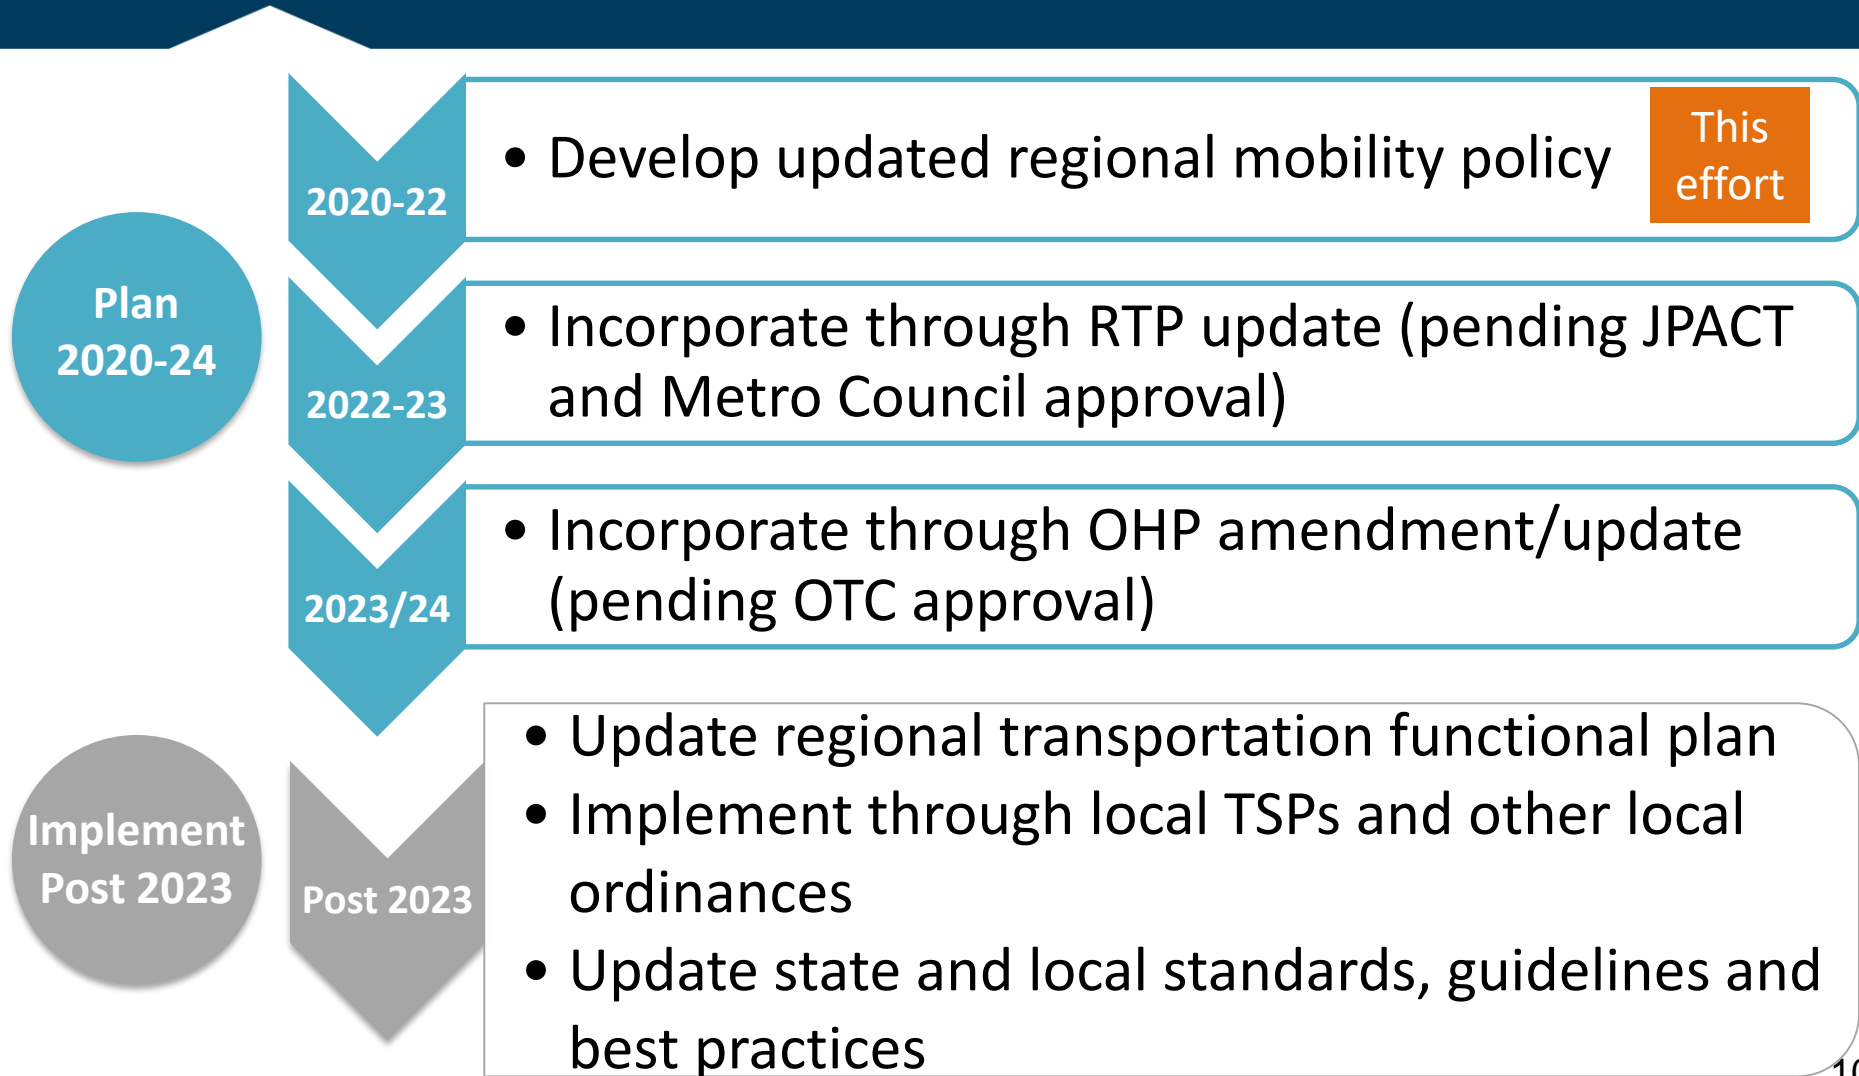 Plan
2020-24
2020-22
• Develop updated regional mobility policy
This
effort
2022-23
• Incorporate through RTP update (pending JPACT
and Metro Council approval)
2023/24
• Incorporate through OHP amendment/update
(pending OTC approval)
Implement
Post 2023
Post 2023
• Update regional transportation functional plan
• Implement through local TSPs and other local
ordinances
• Update state and local standards, guidelines and
best practices